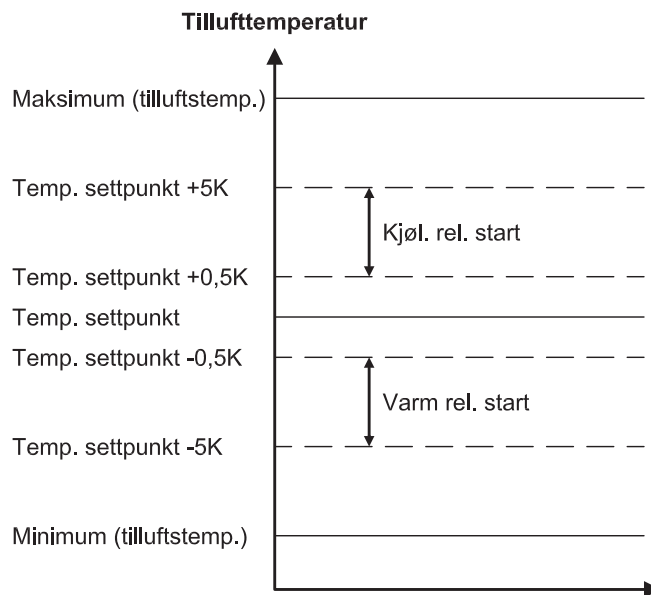 Tillufttemperatur
Maksimum (tilluftstemp.)
Temp. settpunkt +5K
Kjøl. rel. start
Temp. settpunkt +0,5K
Temp. settpunkt
Temp. settpunkt -0,5K
Varm rel. start
Temp. settpunkt -5K
Minimum (tilluftstemp.)